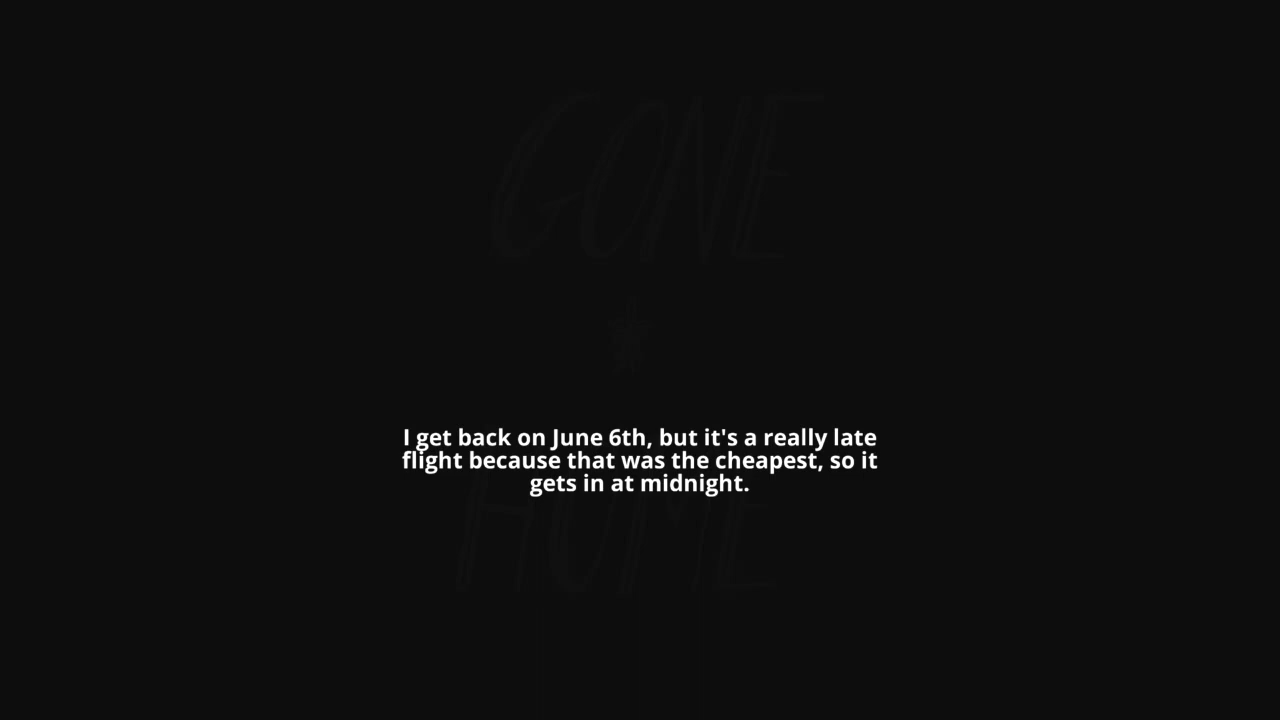 GONE
I get back on June 6th, but it's a really late
flight because that was the cheapest, so it
gets in at midnight.
HOME